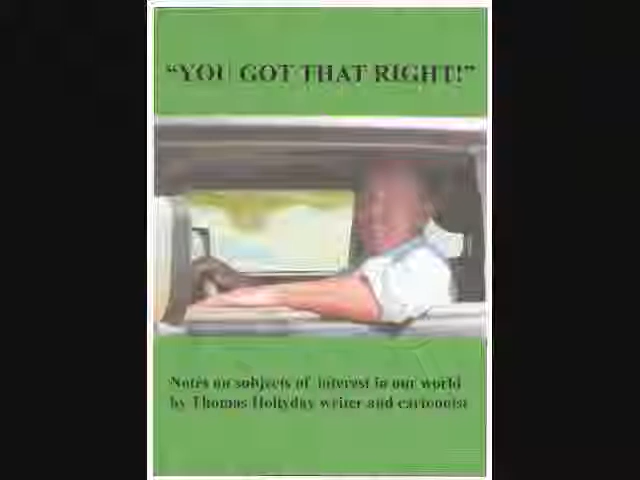 "YOU GOT THAT RIGHT!"
Notes on subjects of interest in our world
by Thomas Hollyday writer and cartoonist